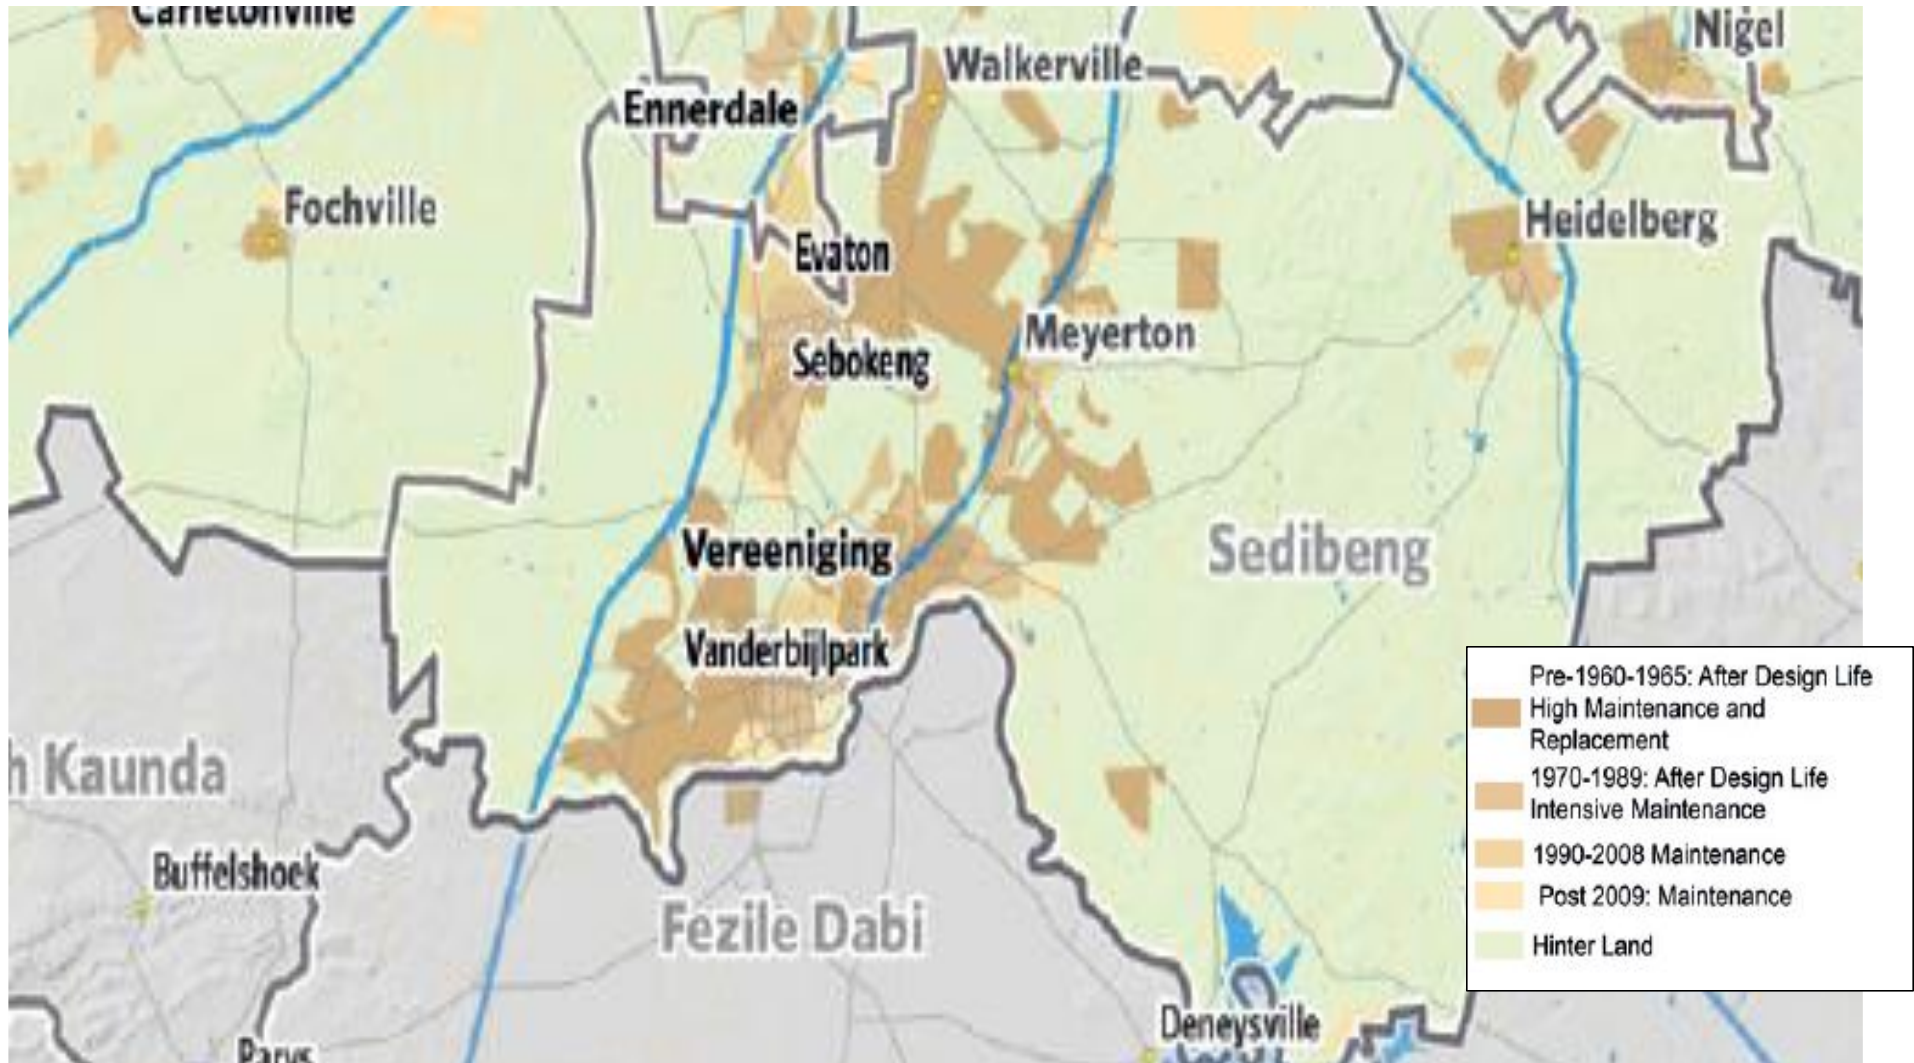 Carletonville
Nigel
Walkerville
Ennerdale
Fochville
Heidelberg
Evaton
Meyerton
Sebokeng
Vereeniging
Sedibeng
Vanderbijlpark
h Kaunda
Buffelshoek
Fezile Dabi
Deneysville
Parys
Pre-1960-1965: After Design Life
High Maintenance and
Replacement
1970-1989: After Design Life
Intensive Maintenance
1990-2008 Maintenance
Post 2009: Maintenance
Hinter Land